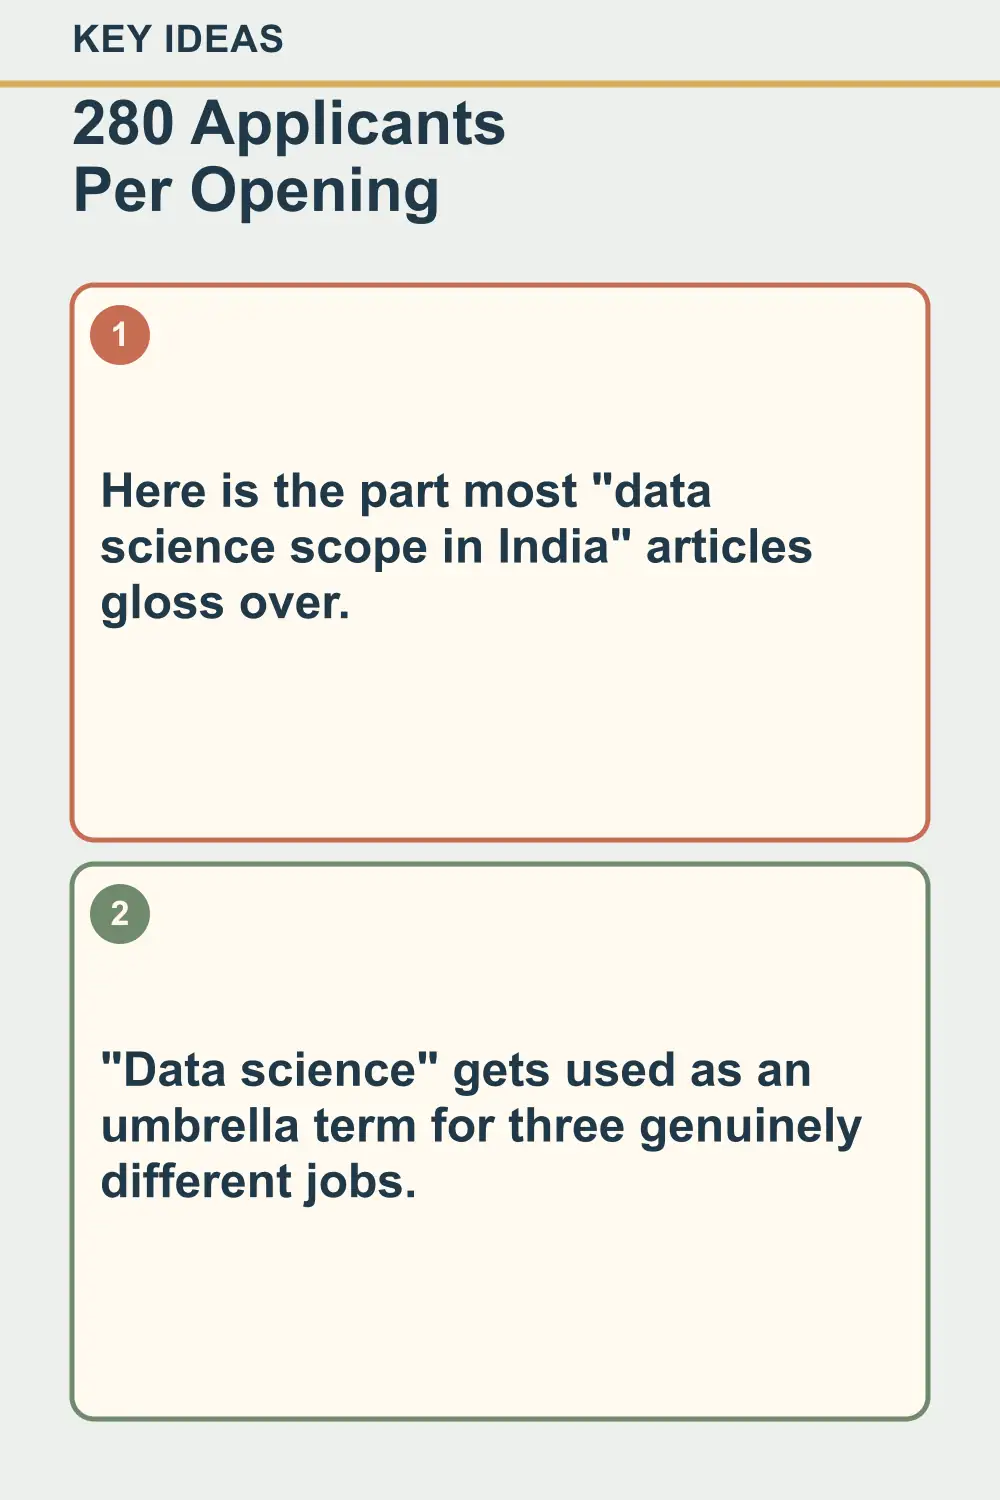 KEY IDEAS
280 Applicants
Per Opening
1
Here is the part most "data
science scope in India" articles
gloss over.
2
"Data science" gets used as an
umbrella term for three genuinely
different jobs.